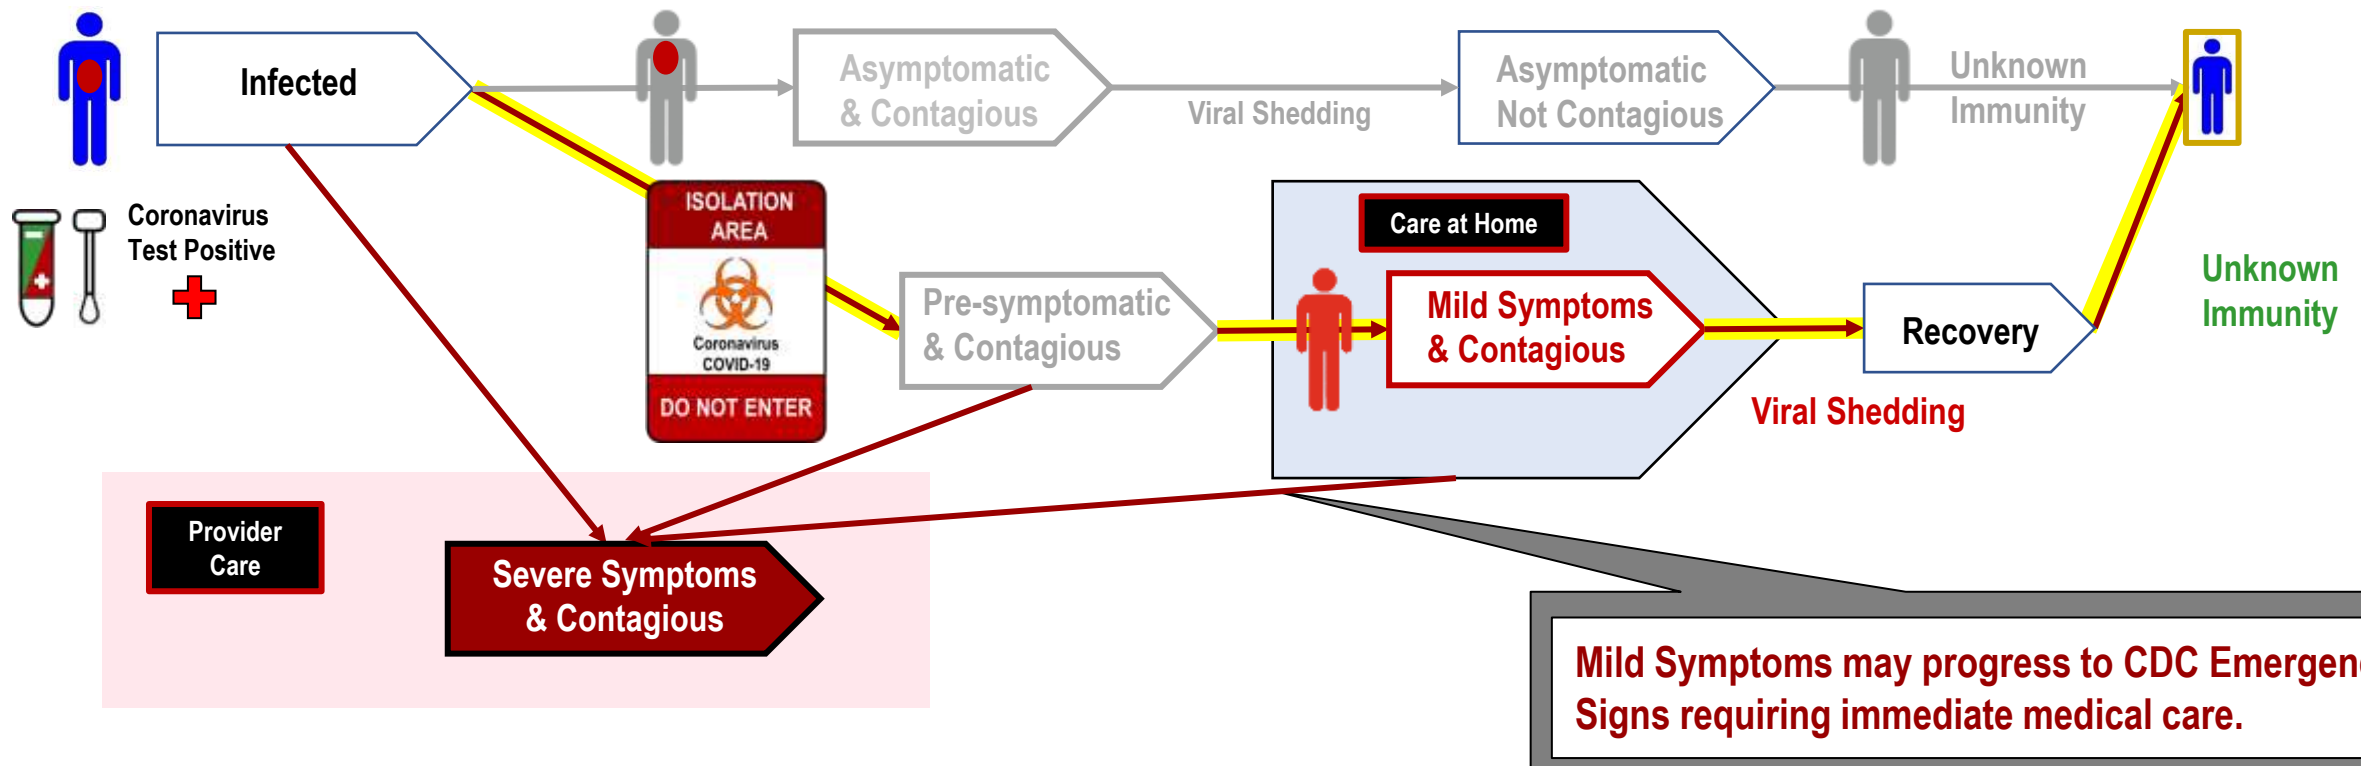 Infected
Asymptomatic
& Contagious
Viral Shedding
Asymptomatic
Not Contagious
Unknown
Immunity
Coronavirus
Test Positive
ISOLATION
AREA
Coronavirus
COVID-19
DO NOT ENTER
Pre-symptomatic
& Contagious
Care at Home
Mild Symptoms
& Contagious
Viral Shedding
Recovery
Unknown
Immunity
Provider
Care
Severe Symptoms
& Contagious
Mild Symptoms may progress to CDC Emergen
Signs requiring immediate medical care.